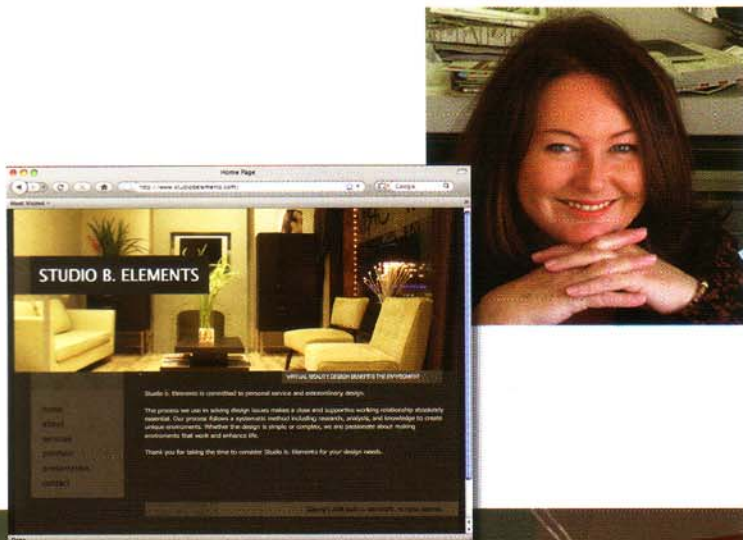 Home Page
http://www.studiobelements.com/
Google
Most Visited
STUDIO B. ELEMENTS
VIRTUAL REALITY DESIGN BENEFITS THE ENVIRONMENT
Studio b. Elements is committed to personal service and extraordinary design.
home
about
services
portfolio
contact
The process we use in solving design issues makes a close and supportive working relationship absolutely
essential. Our process follows a systematic method including research, analysis, and knowledge to create
unique environments. Whether the design is simple or complex, we are passionate about making
environments that work and enhance life.
Thank you for taking the time to consider Studio b. Elements for your design needs.
Done